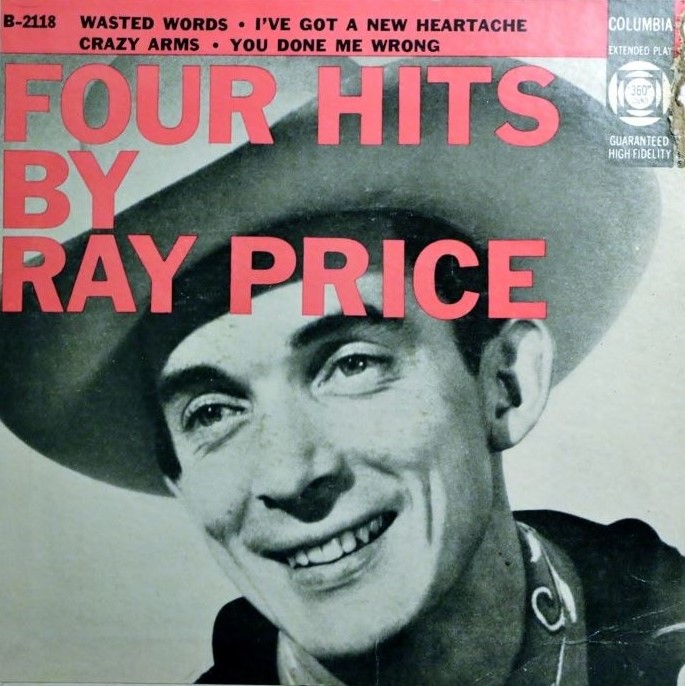 B-2118
WASTED WORDS • I'VE GOT A NEW HEARTACHE
CRAZY ARMS • YOU DONE ME WRONG
COLUMBIA
EXTENDED PLAY
360°
GUARANTEED
HIGH FIDELITY
FOUR HITS
BY
RAY PRICE